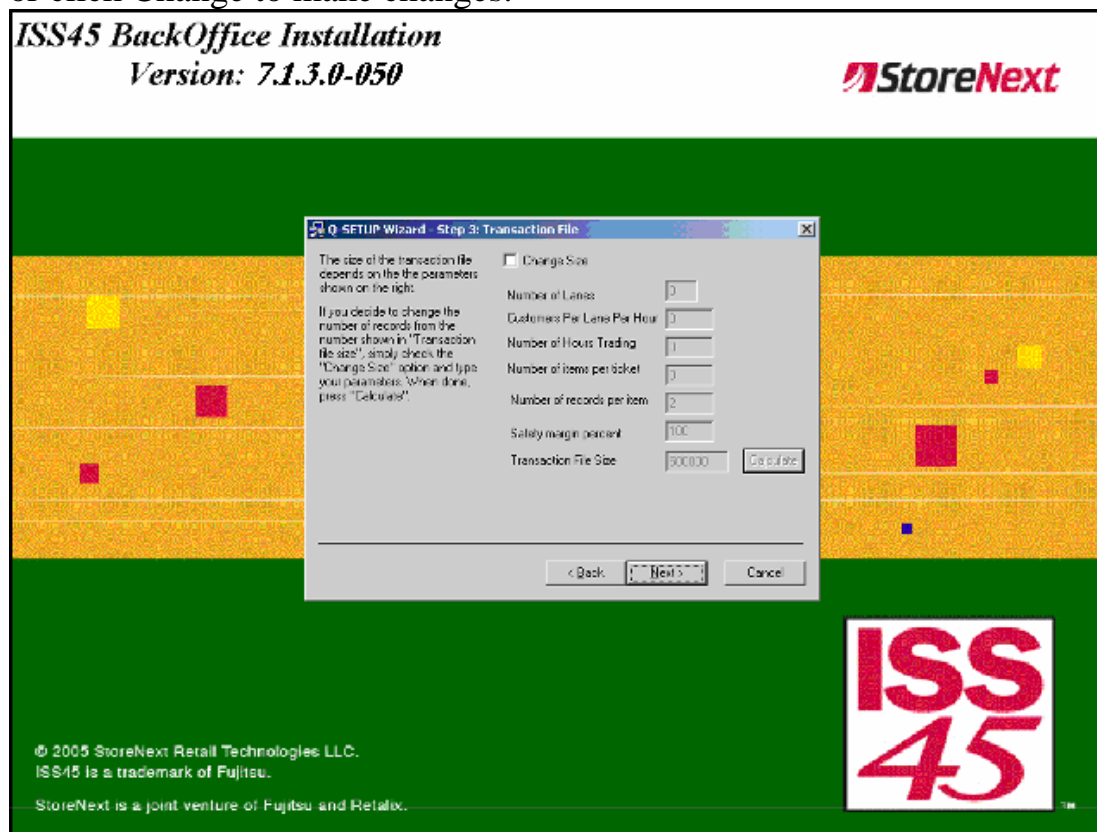 or click Change to make changes.
ISS45 BackOffice Installation
Version: 7.1.3.0-050
StoreNext
Q-SETUP Wizard - Step 3: Transaction File
The size of the transaction file
depends on the the parameters
shown on the right.
If you decide to change the
number of records from the
number shown in "Transaction
file size", simply check the
"Change Size" option and type
your parameters. When done,
press "Calculate".
Change Size
Number of Lanes
Customers Per Lane Per Hour
Number of Hours Trading
Number of items per ticket
Number of records per item 2
Safety margin percent 100
Transaction File Size Calculate
< Back Next > Cancel
ISS
45
TM
© 2005 StoreNext Retail Technologies LLC.
ISS45 is a trademark of Fujitsu.
StoreNext is a joint venture of Fujitsu and Retalix.